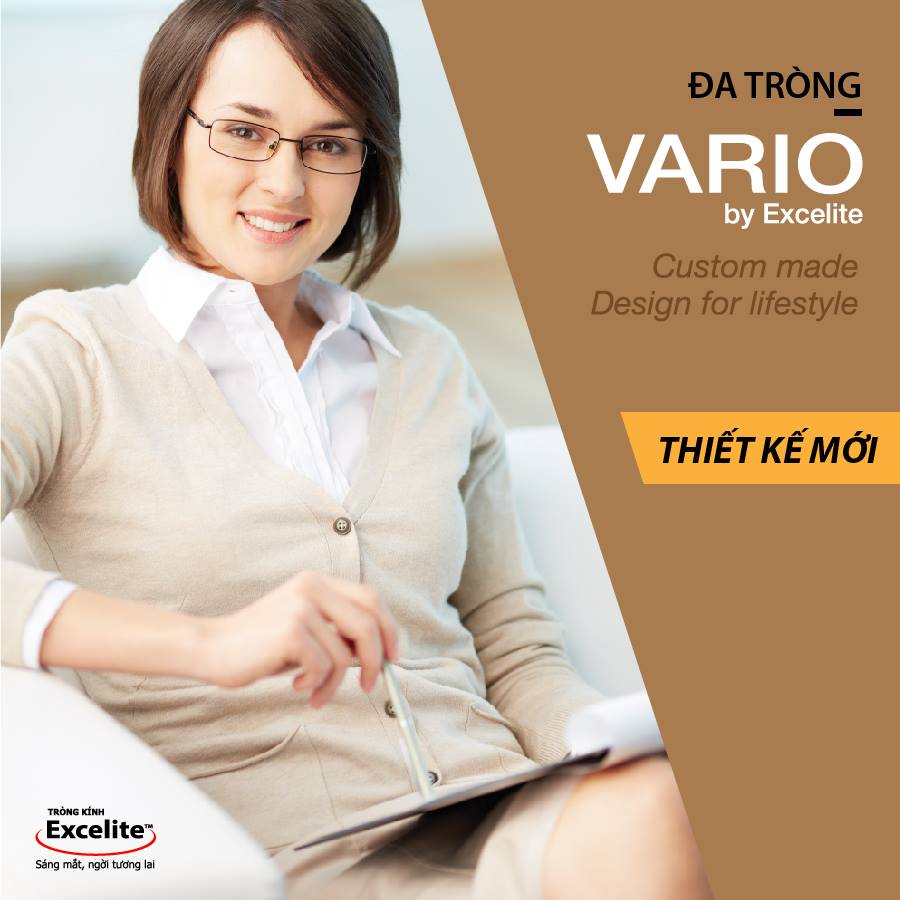 ĐA TRÒNG
VARIO
by Excelite
Custom made
Design for lifestyle
THIẾT KẾ MỚI
TRÒNG KÍNH
Excelite™
Sáng mắt, ngời tương lai